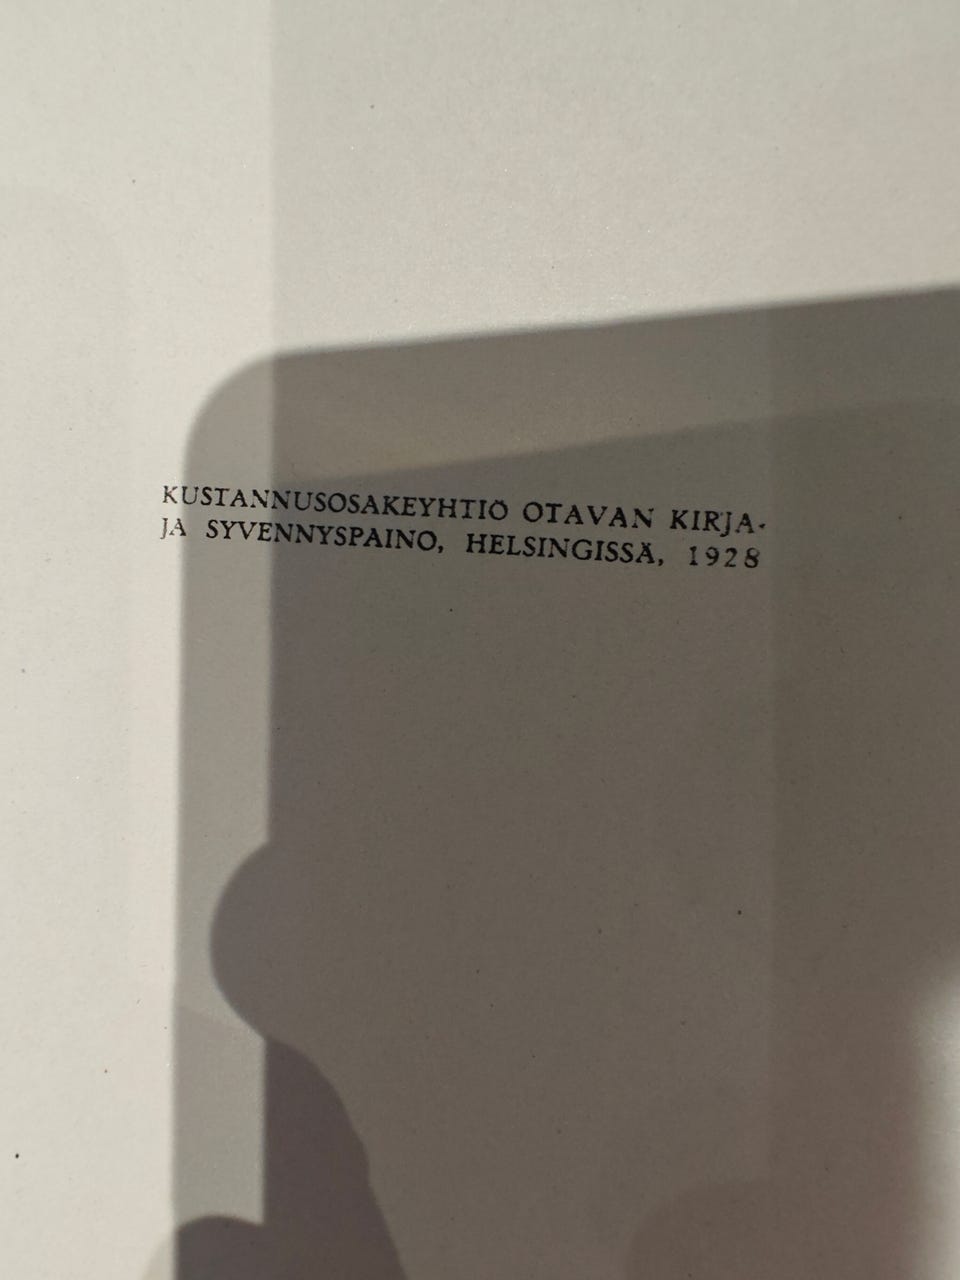 KUSTANNUSOSAKEYHTIÖ OTAVAN KIRJA-
JA SYVENNYSPAINO, HELSINGISSÄ, 1928